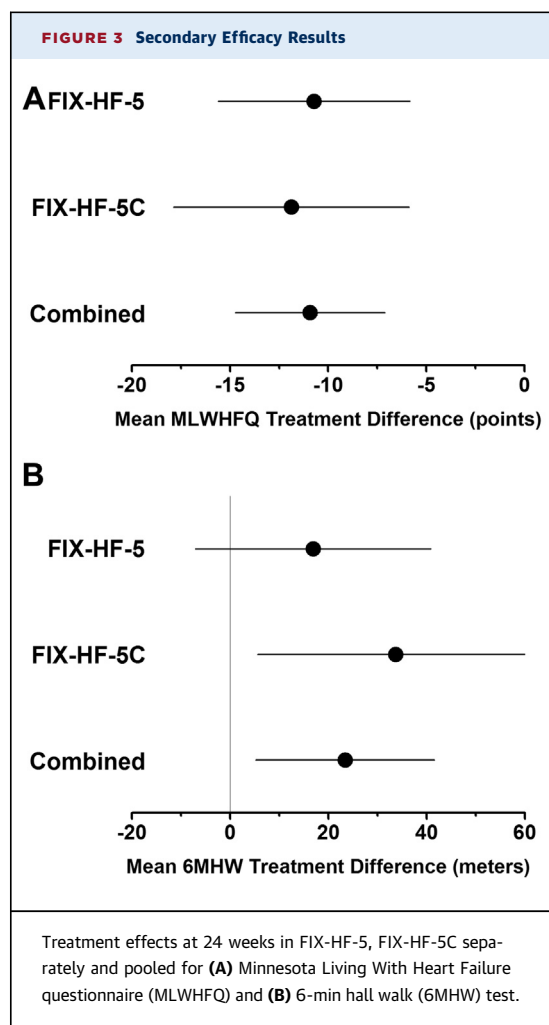 FIGURE 3 Secondary Efficacy Results
A
FIX-HF-5
FIX-HF-5C
Combined
-20 -15 -10 -5 0
Mean MLWHFQ Treatment Difference (points)
B
FIX-HF-5
FIX-HF-5C
Combined
-20 0 20 40 60
Mean 6MHW Treatment Difference (meters)
Treatment effects at 24 weeks in FIX-HF-5, FIX-HF-5C sepa-
rately and pooled for (A) Minnesota Living With Heart Failure
questionnaire (MLWHFQ) and (B) 6-min hall walk (6MHW) test.